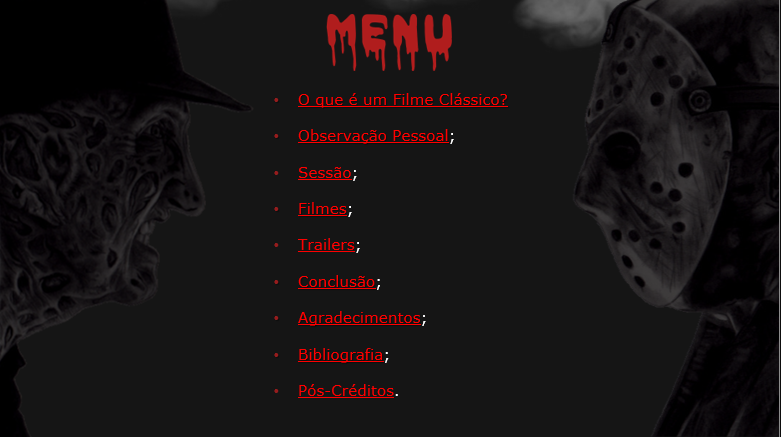 MENU
• O que é um Filme Clássico?
• Observação Pessoal;
• Sessão;
• Filmes;
• Trailers;
• Conclusão;
• Agradecimentos;
• Bibliografia;
• Pós-Créditos.